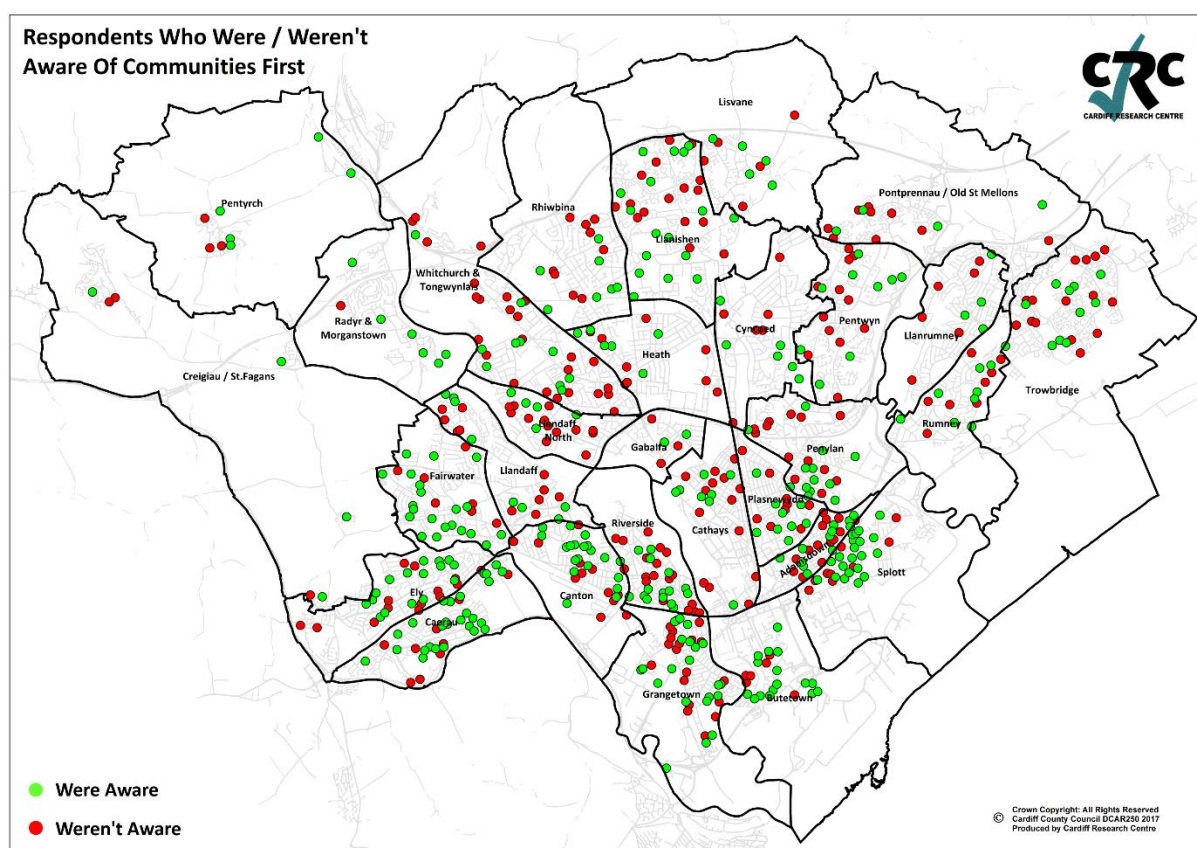 Respondents Who Were / Weren't
Aware Of Communities First
CRC
CARDIFF RESEARCH CENTRE
Lisvane
Pontprennau / Old St Mellons
Pentyrch
Rhiwbina
Llanishen
Whitchurch &
Tongwynlais
Radyr &
Morganstown
Pentwyn
Cyncoed
Llanrumney
Heath
Creigiau / St.Fagans
Trowbridge
Rumney
Llandaff
North
Gabalfa
Penylan
Fairwater
Llandaff
Plasnewydd
Riverside
Cathays
Adamsdown
Splott
Ely
Canton
Caerau
Grangetown
Butetown
Were Aware
Weren't Aware
Crown Copyright: All Rights Reserved
© Cardiff County Council DCAR250 2017
Produced by Cardiff Research Centre